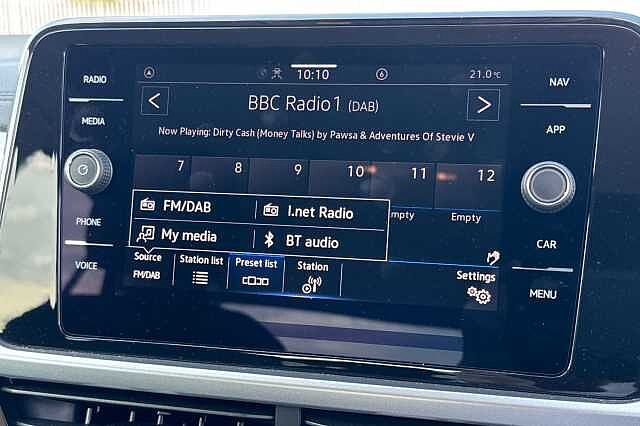 RADIO
MEDIA
PHONE
VOICE
10:10
6
21.0°C
BBC Radio1 (DAB)
Now Playing: Dirty Cash (Money Talks) by Pawsa & Adventures Of Stevie V
7 8 9 10 11 12
FM/DAB I.net Radio
My media BT audio
mpty Empty
Source Station list Preset list Station Settings
FM/DAB
NAV
APP
CAR
MENU